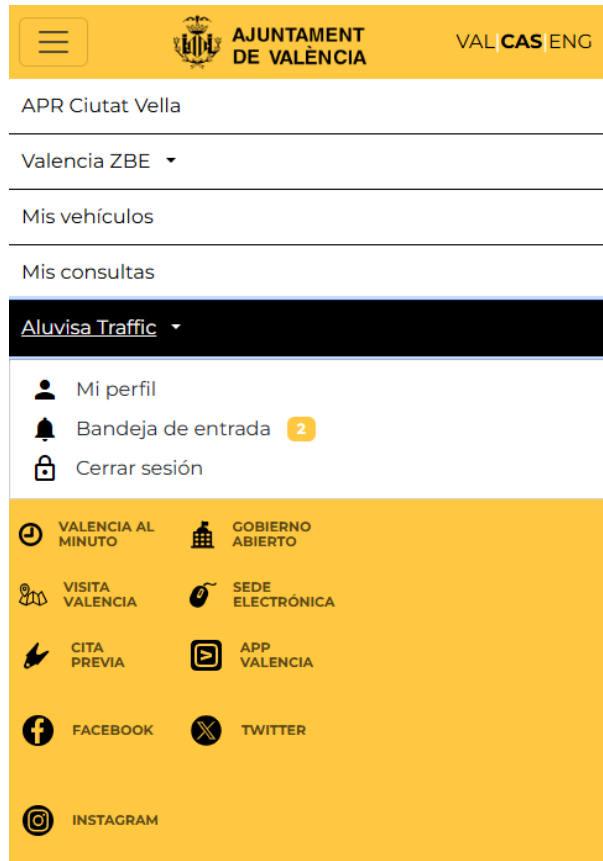 AJUNTAMENT
DE VALÈNCIA
VAL|CAS|ENG
APR Ciutat Vella
Valencia ZBE
Mis vehículos
Mis consultas
Aluvisa Traffic
Mi perfil
Bandeja de entrada 2
Cerrar sesión
VALENCIA AL
MINUTO
GOBIERNO
ABIERTO
VISITA
VALENCIA
SEDE
ELECTRÓNICA
CITA
PREVIA
APP
VALENCIA
FACEBOOK
TWITTER
INSTAGRAM